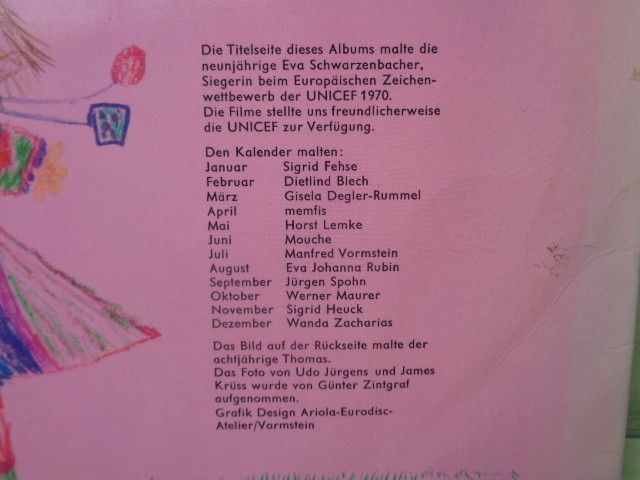 Die Titelseite dieses Albums malte die
neunjährige Eva Schwarzenbacher,
Siegerin beim Europäischen Zeichen-
wettbewerb der UNICEF 1970.
Die Filme stellte uns freundlicherweise
die UNICEF zur Verfügung.
Den Kalender malten:
Januar Sigrid Fehse
Februar Dietlind Blech
März Gisela Degler-Rummel
April memfis
Mai Horst Lemke
Juni Mouche
Juli Manfred Vormstein
August Eva Johanna Rubin
September Jürgen Spohn
Oktober Werner Maurer
November Sigrid Heuck
Dezember Wanda Zacharias
Das Bild auf der Rückseite malte der
achtjährige Thomas.
Das Foto von Udo Jürgens und James
Krüss wurde von Günter Zintgraf
aufgenommen.
Grafik Design Ariola-Eurodisc-
Atelier/Vormstein